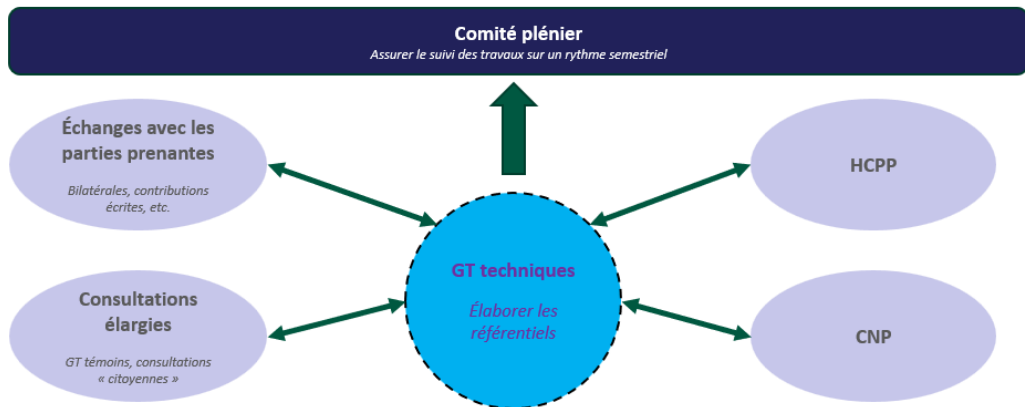 Comité plénier
Assurer le suivi des travaux sur un rythme semestriel
Échanges avec les
parties prenantes
Bilatérales, contributions
écrites, etc.
HCPP
GT techniques
Élaborer les
référentiels
Consultations
élargies
GT témoins, consultations
« citoyennes »
CNP